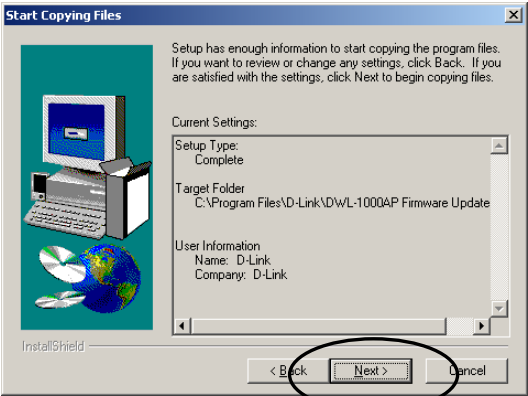 Start Copying Files
Setup has enough information to start copying the program files.
If you want to review or change any settings, click Back. If you
are satisfied with the settings, click Next to begin copying files.
Current Settings:
Setup Type:
Complete
Target Folder
C:\Program Files\D-Link\DWL-1000AP Firmware Update
User Information
Name: D-Link
Company: D-Link
InstallShield
< Back Next > Cancel